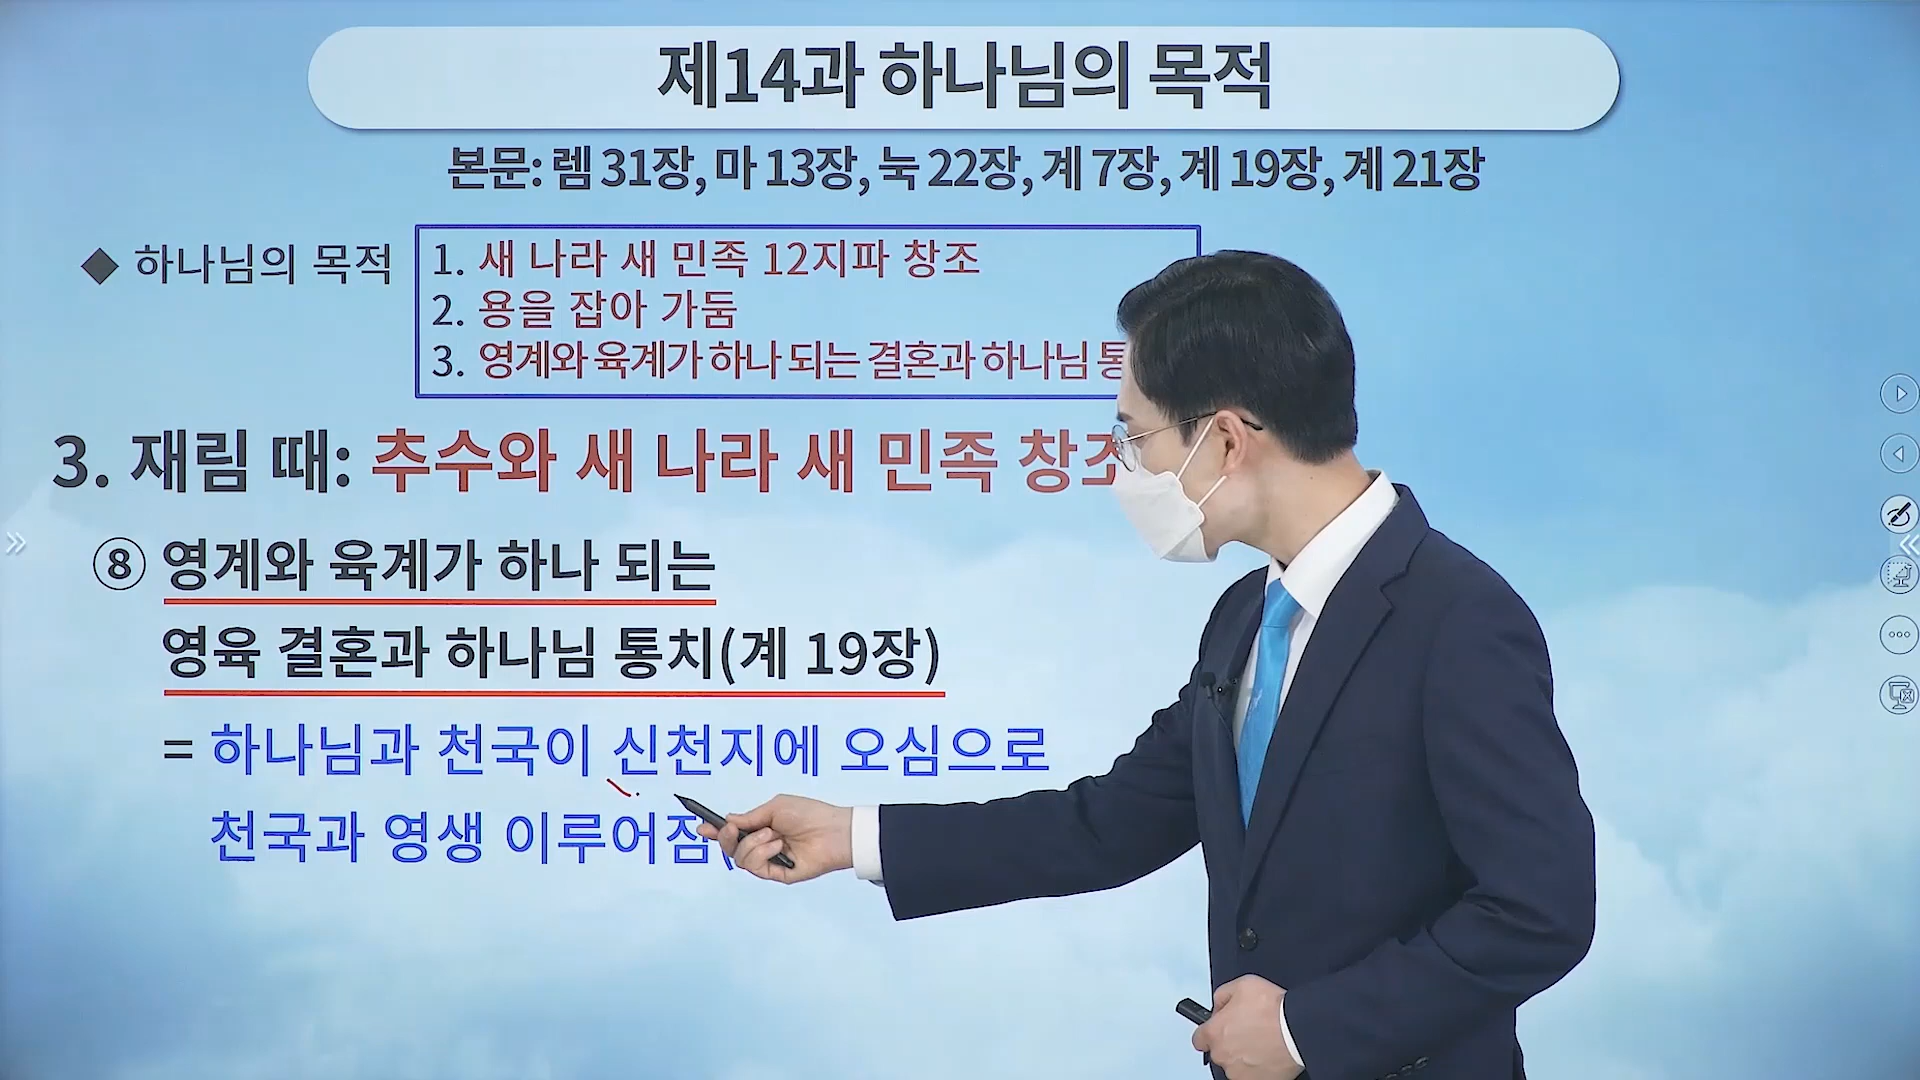 제14과 하나님의 목적
본문: 렘 31장, 마 13장, 눅 22장, 계 7장, 계 19장, 계 21장
◆ 하나님의 목적
1. 새 나라 새 민족 12지파 창조
2. 용을 잡아 가둠
3. 영계와 육계가 하나 되는 결혼과 하나님
3. 재림 때: 추수와 새 나라 새 민족 창조
⑧ 영계와 육계가 하나 되는
영육 결혼과 하나님 통치(계 19장)
= 하나님과 천국이 신천지에 오심으로
천국과 영생 이루어짐(